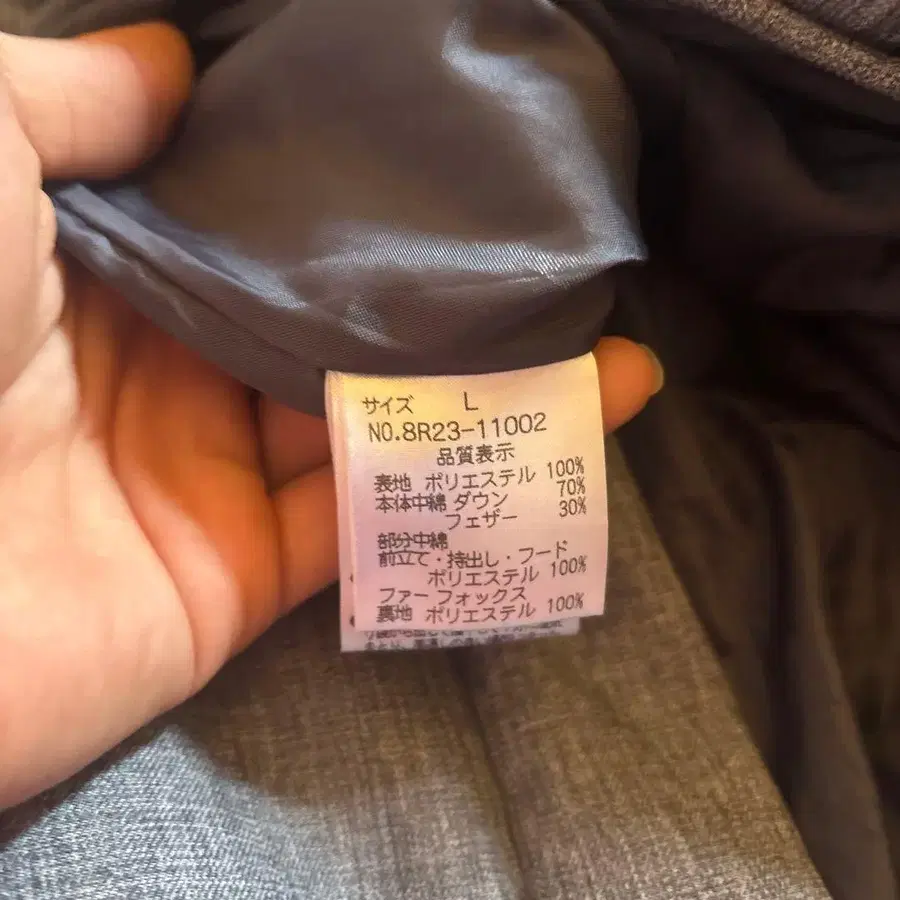 サイズ L
NO.8R23-11002
品質表示
表地 ポリエステル 100%
本体中綿 ダウン 70%
フェザー 30%
部分中綿
前立て・持出し・フード
ポリエステル 100%
ファー フォックス
裏地 ポリエステル 100%